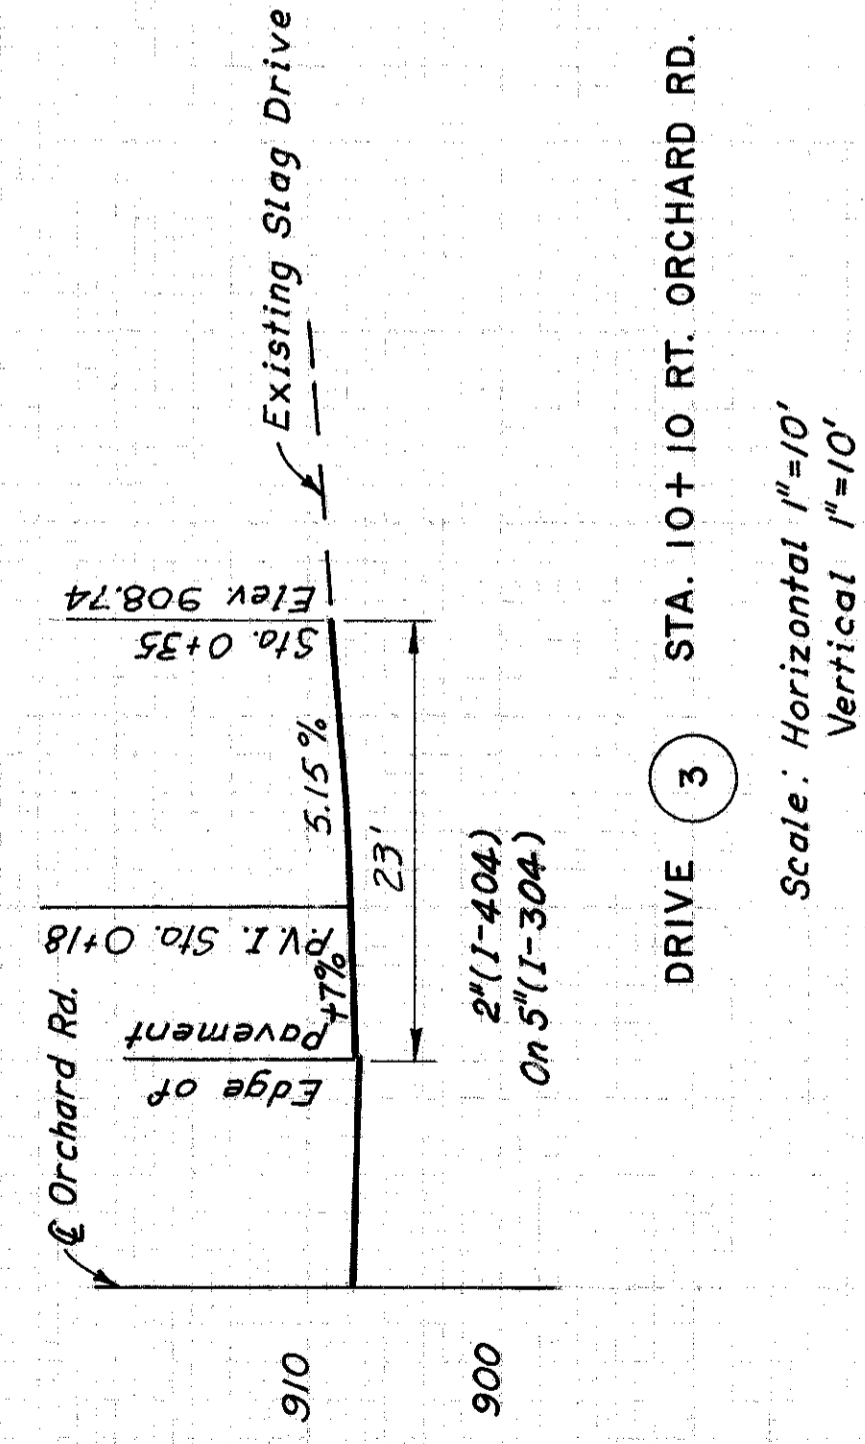 ℄ Orchard Rd.
Edge of
Pavement
+7%
P.V.I. Sta. 0+18
5.15%
Sta. 0+35
Elev. 908.74
Existing Slag Drive
23'
910
900
2"(I-404)
On 5"(I-304)
DRIVE 3 STA. 10+10 RT. ORCHARD RD.
Scale: Horizontal 1"=10'
Vertical 1"=10'